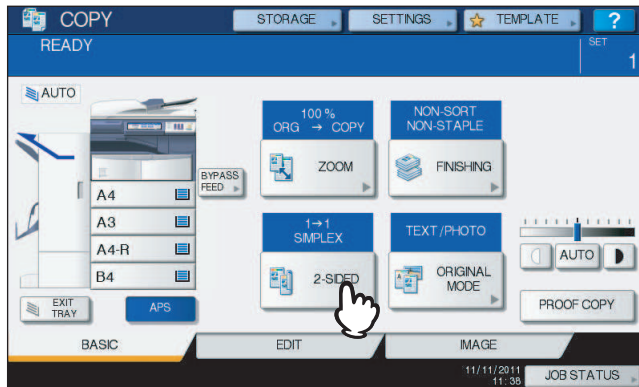 COPY
STORAGE
SETTINGS
TEMPLATE
?
READY
SET
1
AUTO
A4
A3
A4-R
B4
BYPASS
FEED
EXIT
TRAY
APS
100 %
ORG → COPY
ZOOM
NON-SORT
NON-STAPLE
FINISHING
1→1
SIMPLEX
2-SIDED
TEXT/PHOTO
ORIGINAL
MODE
AUTO
PROOF COPY
BASIC
EDIT
IMAGE
11/11/2011
11:38
JOB STATUS